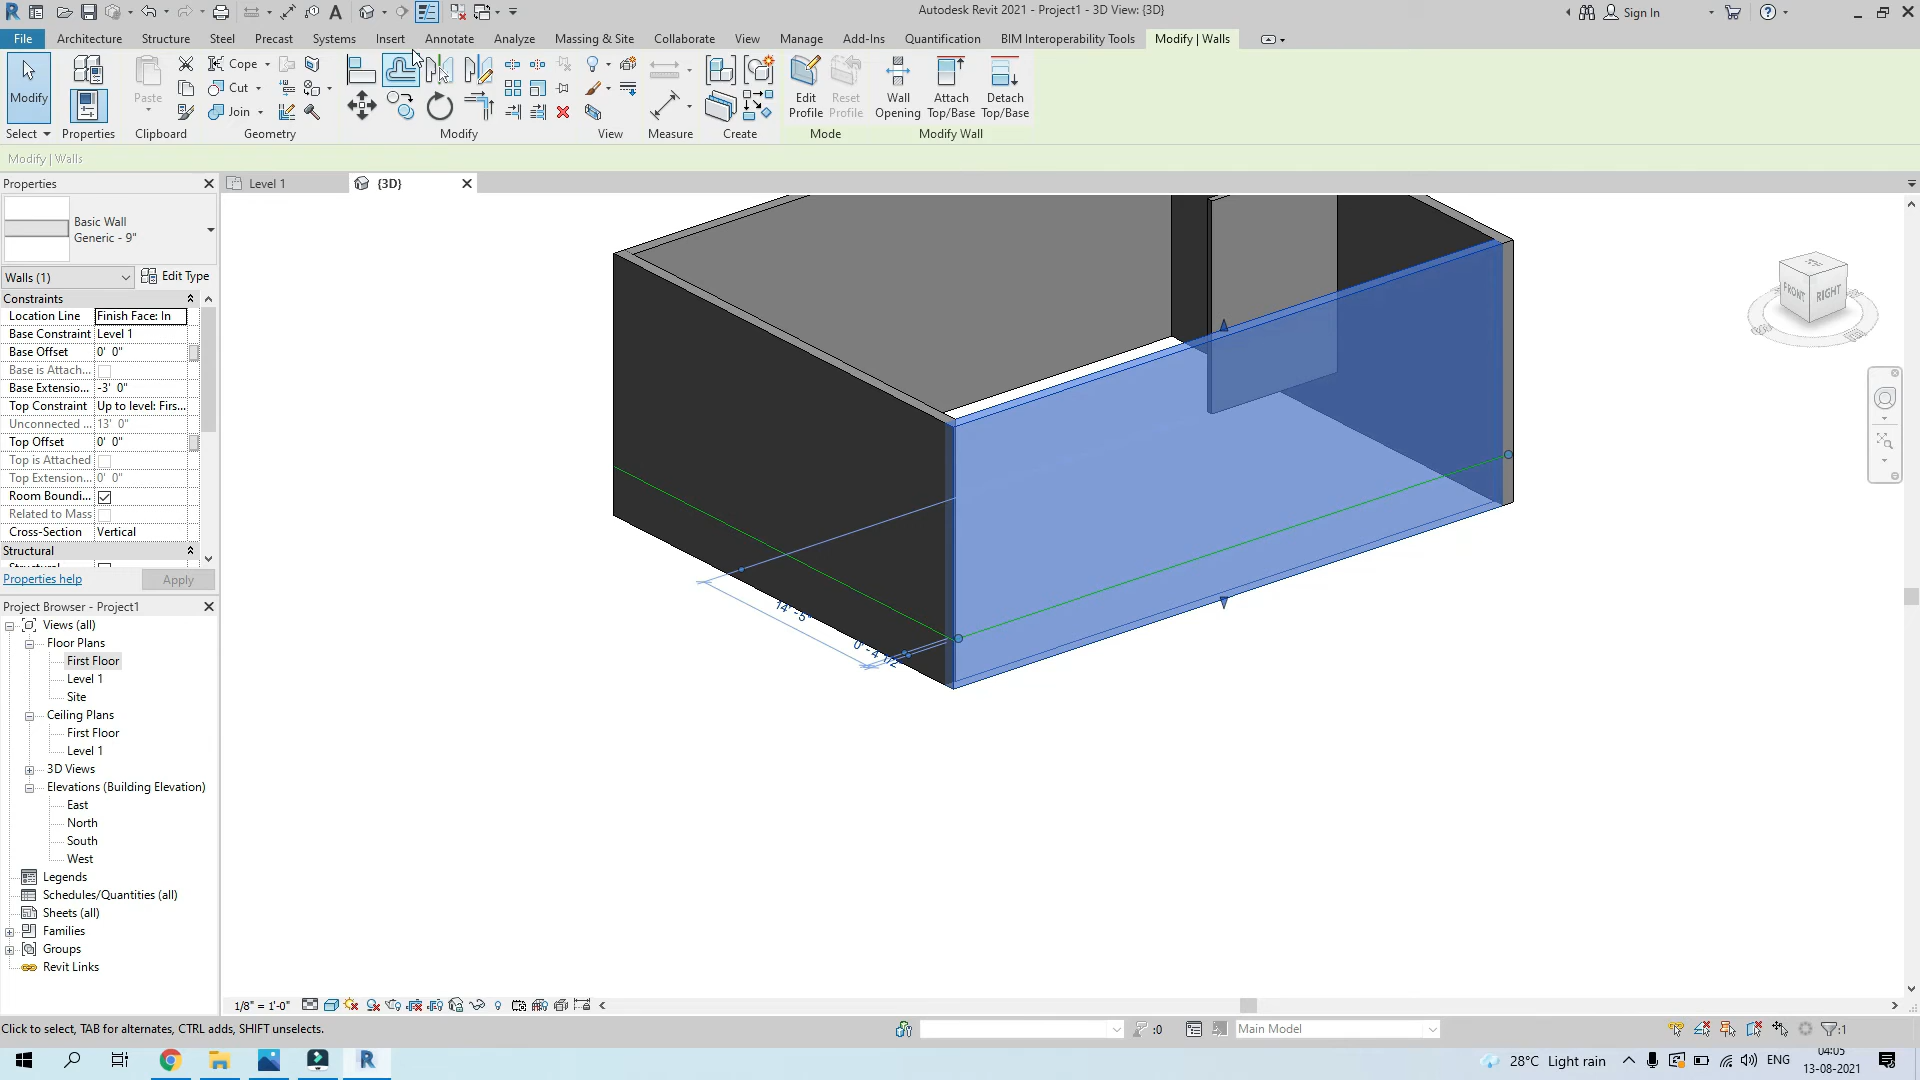 Autodesk Revit 2021 - Project1 - 3D View: {3D}
Sign In
File
Architecture
Structure
Steel
Precast
Systems
Insert
Annotate
Analyze
Massing & Site
Collaborate
View
Manage
Add-Ins
Quantification
BIM Interoperability Tools
Modify | Walls
Modify
Paste
Cope
Cut
Join
Edit Profile
Reset Profile
Wall Opening
Attach Top/Base
Detach Top/Base
Select
Properties
Clipboard
Geometry
Modify
View
Measure
Create
Mode
Modify Wall
Modify | Walls
Properties
Level 1
{3D}
Basic Wall
Generic - 9"
Walls (1)
Edit Type
Constraints
Location Line Finish Face: In
Base Constraint Level 1
Base Offset 0' 0"
Base is Attach...
Base Extensio... -3' 0"
Top Constraint Up to level: Firs...
Unconnected ... 13' 0"
Top Offset 0' 0"
Top is Attached
Top Extension... 0' 0"
Room Boundi...
Related to Mass
Cross-Section Vertical
Structural
Properties help
Apply
Project Browser - Project1
Views (all)
Floor Plans
First Floor
Level 1
Site
Ceiling Plans
First Floor
Level 1
3D Views
Elevations (Building Elevation)
East
North
South
West
Legends
Schedules/Quantities (all)
Sheets (all)
Families
Groups
Revit Links
TOP
FRONT
RIGHT
14' -5"
1/8" = 1'-0"
Click to select, TAB for alternates, CTRL adds, SHIFT unselects.
:0
Main Model
:1
28°C Light rain
ENG
04:05
13-08-2021